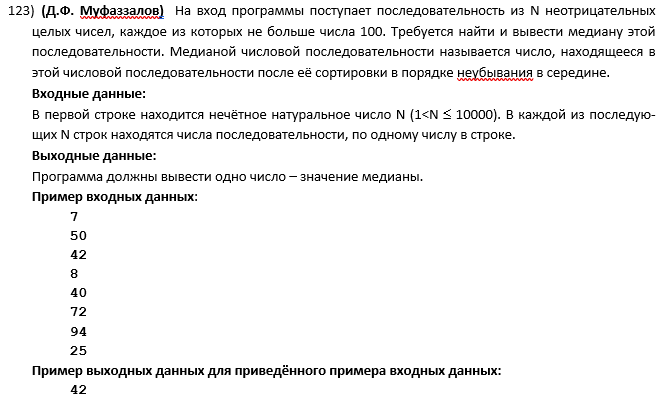 123) (Д.Ф. Муфаззалов) На вход программы поступает последовательность из N неотрицательных
целых чисел, каждое из которых не больше числа 100. Требуется найти и вывести медиану этой
последовательности. Медианой числовой последовательности называется число, находящееся в
этой числовой последовательности после её сортировки в порядке неубывания в середине.
Входные данные:
В первой строке находится нечётное натуральное число N (1<N ≤ 10000). В каждой из последую-
щих N строк находятся числа последовательности, по одному числу в строке.
Выходные данные:
Программа должны вывести одно число – значение медианы.
Пример входных данных:
7
50
42
8
40
72
94
25
Пример выходных данных для приведённого примера входных данных:
42